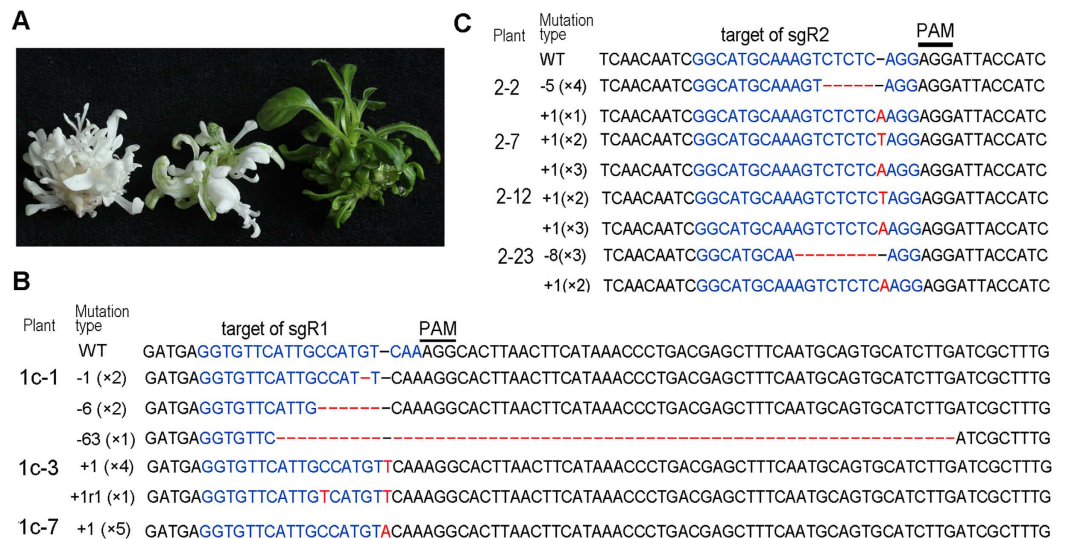 A
C
Plant
Mutation type
target of sgR2
PAM
WT TCAACAATCGGCATGCAAAGTCTCTC-AGGAGGATTACCATC
2-2 -5 (×4) TCAACAATCGGCATGCAAAGT------AGGAGGATTACCATC
+1(×1) TCAACAATCGGCATGCAAAGTCTCTCAAGGAGGATTACCATC
2-7 +1(×2) TCAACAATCGGCATGCAAAGTCTCTCTAGGAGGATTACCATC
+1(×3) TCAACAATCGGCATGCAAAGTCTCTCAAGGAGGATTACCATC
2-12 +1(×2) TCAACAATCGGCATGCAAAGTCTCTCTAGGAGGATTACCATC
+1(×3) TCAACAATCGGCATGCAAAGTCTCTCAAGGAGGATTACCATC
2-23 -8(×3) TCAACAATCGGCATGCAA---------AGGAGGATTACCATC
+1(×2) TCAACAATCGGCATGCAAAGTCTCTCAAGGAGGATTACCATC
B
Plant
Mutation type
target of sgR1
PAM
WT GATGAGGTGTTCATTGCCATGT-CAAAGGCACTTAACTTCATAAACCCTGACGAGCTTTCAATGCAGTGCATCTTGATCGCTTTG
1c-1 -1 (×2) GATGAGGTGTTCATTGCCAT-T-CAAAGGCACTTAACTTCATAAACCCTGACGAGCTTTCAATGCAGTGCATCTTGATCGCTTTG
-6 (×2) GATGAGGTGTTCATTG-------CAAAGGCACTTAACTTCATAAACCCTGACGAGCTTTCAATGCAGTGCATCTTGATCGCTTTG
-63 (×1) GATGAGGTGTTC----------------------------------------------------------------ATCGCTTTG
1c-3 +1 (×4) GATGAGGTGTTCATTGCCATGTTCAAAGGCACTTAACTTCATAAACCCTGACGAGCTTTCAATGCAGTGCATCTTGATCGCTTTG
+1r1 (×1) GATGAGGTGTTCATTGTCATGTTCAAAGGCACTTAACTTCATAAACCCTGACGAGCTTTCAATGCAGTGCATCTTGATCGCTTTG
1c-7 +1 (×5) GATGAGGTGTTCATTGCCATGTACAAAGGCACTTAACTTCATAAACCCTGACGAGCTTTCAATGCAGTGCATCTTGATCGCTTTG